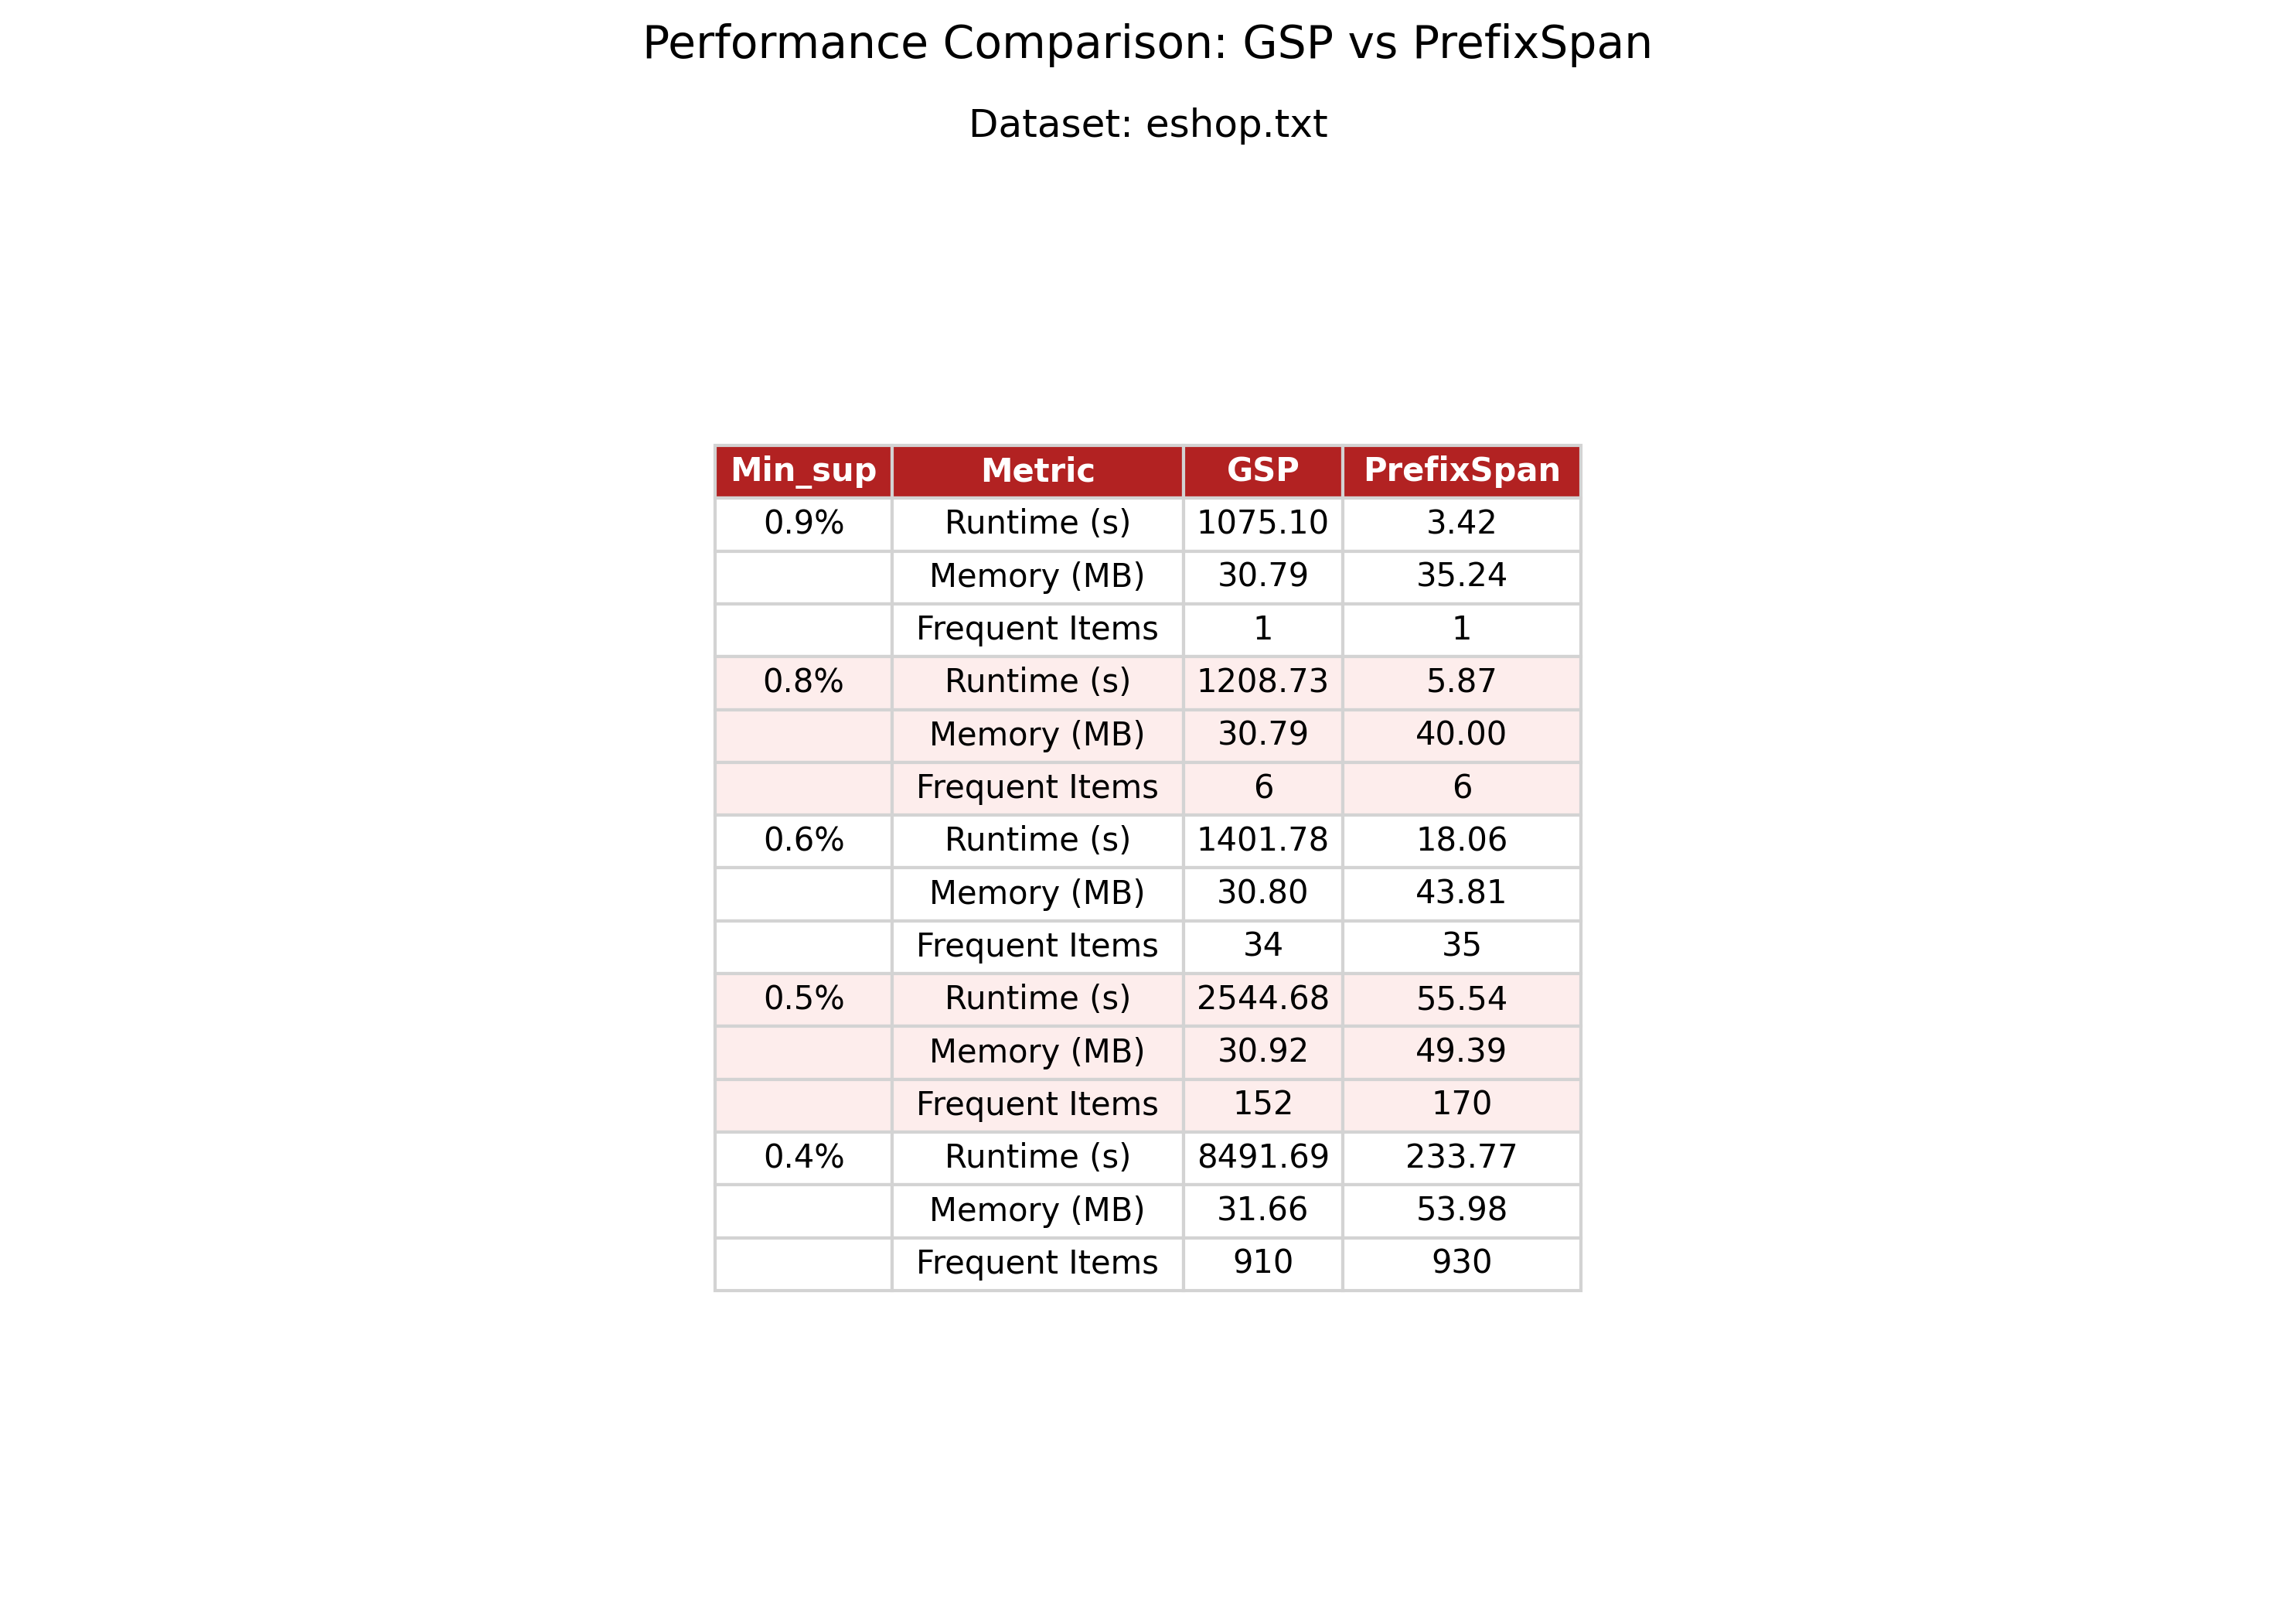 Performance Comparison: GSP vs PrefixSpan
Dataset: eshop.txt
Min_sup Metric GSP PrefixSpan
0.9% Runtime (s) 1075.10 3.42
Memory (MB) 30.79 35.24
Frequent Items 1 1
0.8% Runtime (s) 1208.73 5.87
Memory (MB) 30.79 40.00
Frequent Items 6 6
0.6% Runtime (s) 1401.78 18.06
Memory (MB) 30.80 43.81
Frequent Items 34 35
0.5% Runtime (s) 2544.68 55.54
Memory (MB) 30.92 49.39
Frequent Items 152 170
0.4% Runtime (s) 8491.69 233.77
Memory (MB) 31.66 53.98
Frequent Items 910 930